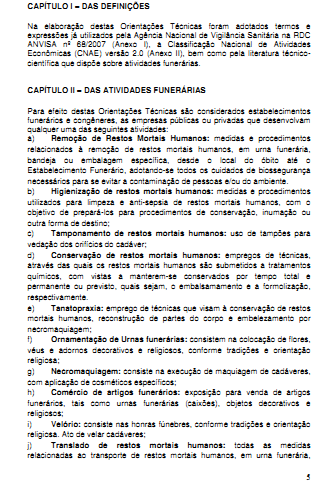 CAPÍTULO I – DAS DEFINIÇÕES
Na elaboração destas Orientações Técnicas foram adotados termos e
expressões já utilizados pela Agência Nacional de Vigilância Sanitária na RDC
ANVISA nº 68/2007 (Anexo I), a Classificação Nacional de Atividades
Econômicas (CNAE) versão 2.0 (Anexo II), bem como pela literatura técnico-
científica que dispõe sobre atividades funerárias.
CAPÍTULO II – DAS ATIVIDADES FUNERÁRIAS
Para efeito destas Orientações Técnicas são considerados estabelecimentos
funerários e congêneres, as empresas públicas ou privadas que desenvolvam
qualquer uma das seguintes atividades:
a) Remoção de Restos Mortais Humanos: medidas e procedimentos
relacionados à remoção de restos mortais humanos, em urna funerária,
bandeja ou embalagem específica, desde o local do óbito até o
Estabelecimento Funerário, adotando-se todos os cuidados de biossegurança
necessários para se evitar a contaminação de pessoas e/ou do ambiente.
b) Higienização de restos mortais humanos: medidas e procedimentos
utilizados para limpeza e anti-sepsia de restos mortais humanos, com o
objetivo de prepará-los para procedimentos de conservação, inumação ou
outra forma de destino;
c) Tamponamento de restos mortais humanos: uso de tampões para
vedação dos orifícios do cadáver;
d) Conservação de restos mortais humanos: empregos de técnicas,
através das quais os restos mortais humanos são submetidos a tratamentos
químicos, com vistas a manterem-se conservados por tempo total e
permanente ou previsto, quais sejam, o embalsamamento e a formolização,
respectivamente.
e) Tanatopraxia: emprego de técnicas que visam à conservação de restos
mortais humanos, reconstrução de partes do corpo e embelezamento por
necromaquiagem;
f) Ornamentação de Urnas funerárias: consistem na colocação de flores,
véus e adornos decorativos e religiosos, conforme tradições e orientação
religiosa;
g) Necromaquiagem: consiste na execução de maquiagem de cadáveres,
com aplicação de cosméticos específicos;
h) Comércio de artigos funerários: exposição para venda de artigos
funerários, tais como urnas funerárias (caixões), objetos decorativos e
religiosos;
i) Velório: consiste nas honras fúnebres, conforme tradições e orientação
religiosa. Ato de velar cadáveres;
j) Translado de restos mortais humanos: todas as medidas
relacionadas ao transporte de restos mortais humanos, em urna funerária,
5